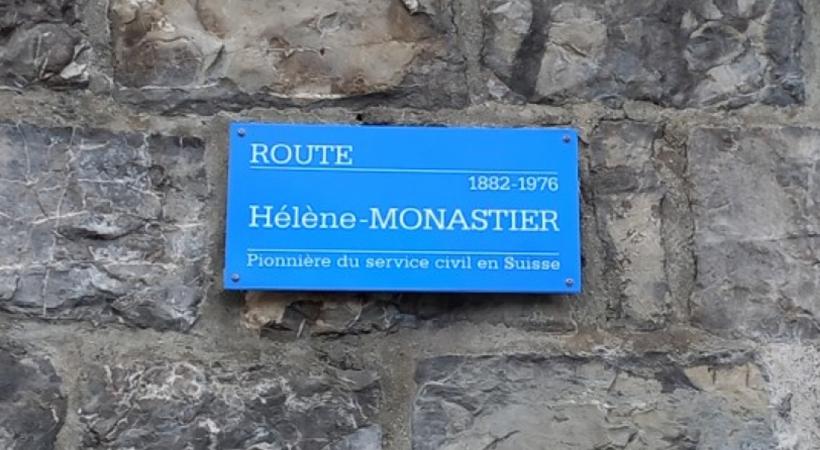 ROUTE
1882-1976
Hélène-MONASTIER
Pionnière du service civil en Suisse